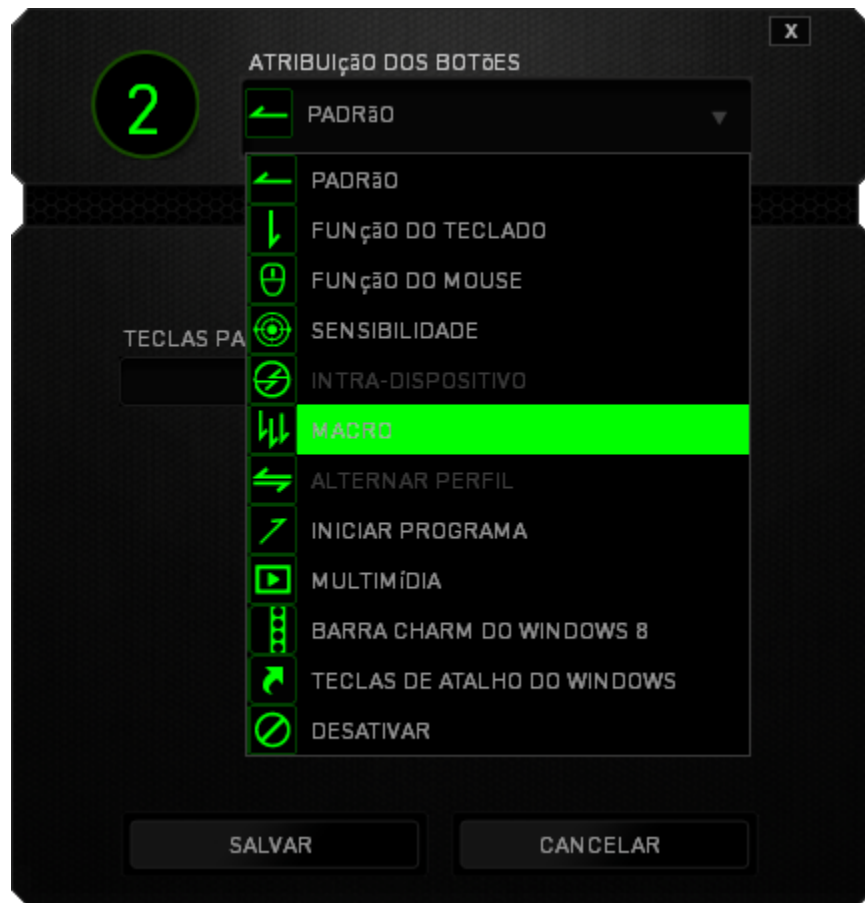 X
ATRIBUIçãO DOS BOTõES
2
PADRãO
PADRãO
FUNçãO DO TECLADO
FUNçãO DO MOUSE
SENSIBILIDADE
TECLAS PA
INTRA-DISPOSITIVO
MACRO
ALTERNAR PERFIL
INICIAR PROGRAMA
MULTIMíDIA
BARRA CHARM DO WINDOWS 8
TECLAS DE ATALHO DO WINDOWS
DESATIVAR
SALVAR
CANCELAR